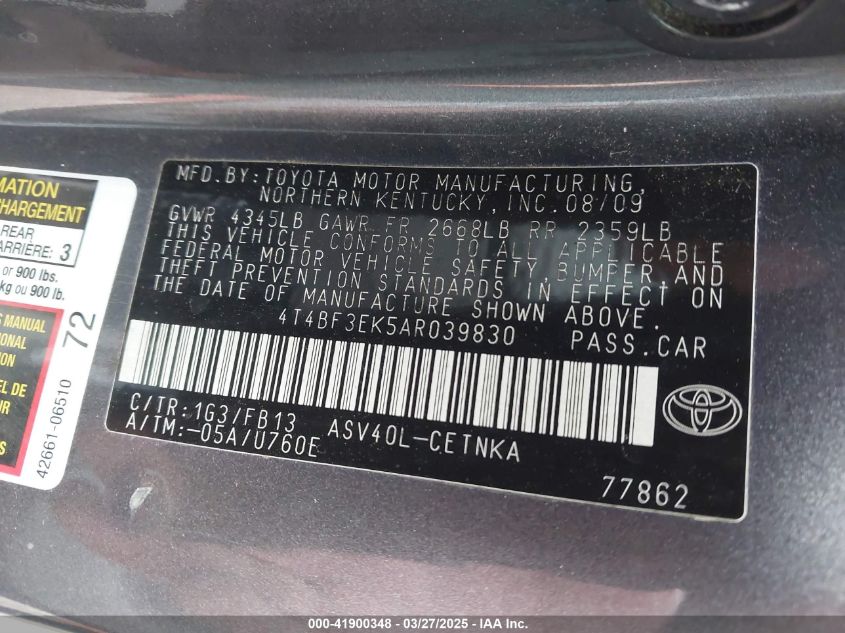 MFD. BY: TOYOTA MOTOR MANUFACTURING,
NORTHERN KENTUCKY, INC. 08/09
GVWR 4345LB GAWR FR 2668LB RR 2359LB
THIS VEHICLE CONFORMS TO ALL APPLICABLE
FEDERAL MOTOR VEHICLE SAFETY, BUMPER, AND
THEFT PREVENTION STANDARDS IN EFFECT ON
THE DATE OF MANUFACTURE SHOWN ABOVE.
4T4BF3EK5AR039830 PASS. CAR
C/TR: 1G3/FB13
A/TM: -05A/U760E
ASV40L-CETNKA
77862
MATION
CHARGEMENT
REAR
ARRIÈRE: 3
or 900 lbs.
kg ou 900 lb.
'S MANUAL
72
42661-06510
000-41900348 - 03/27/2025 - IAA Inc.